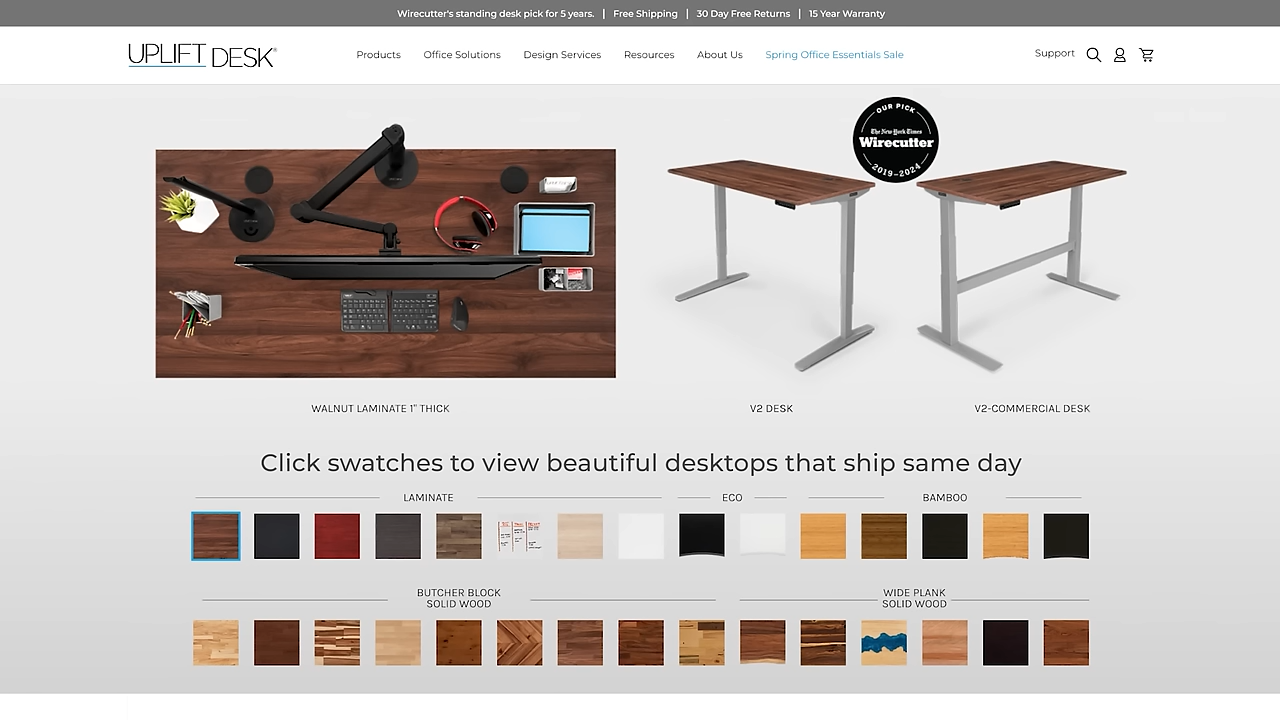 Wirecutter's standing desk pick for 5 years. | Free Shipping | 30 Day Free Returns | 15 Year Warranty
UPLIFT DESK®
Products
Office Solutions
Design Services
Resources
About Us
Spring Office Essentials Sale
Support
OUR PICK
The New York Times
Wirecutter
2019-2024
WALNUT LAMINATE 1" THICK
V2 DESK
V2-COMMERCIAL DESK
Click swatches to view beautiful desktops that ship same day
LAMINATE
ECO
BAMBOO
BUTCHER BLOCK
SOLID WOOD
WIDE PLANK
SOLID WOOD